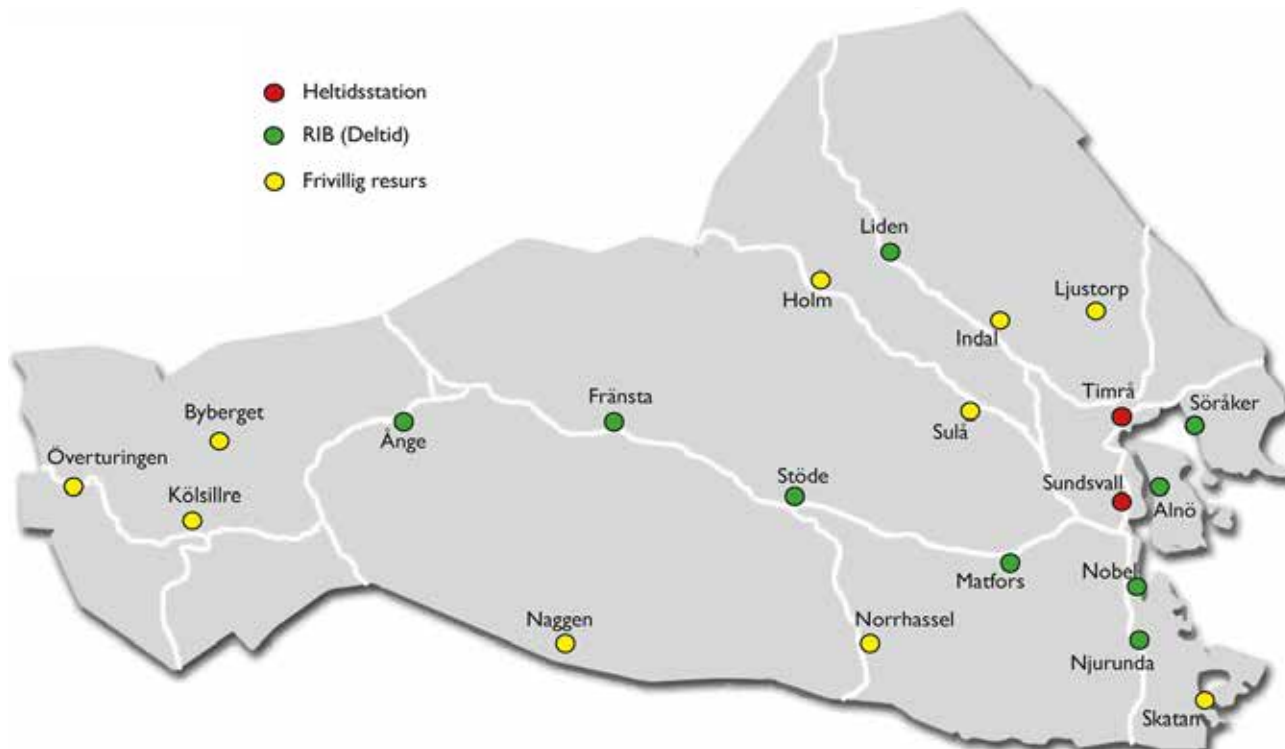 Heltidsstation
RIB (Deltid)
Frivillig resurs
Liden
Holm
Ljustorp
Indal
Timrå
Söråker
Fränsta
Byberget
Ånge
Sulå
Överturingen
Kölsillre
Stöde
Sundsvall
Alnö
Matfors
Nobel
Naggen
Norrhassel
Njurunda
Skatan